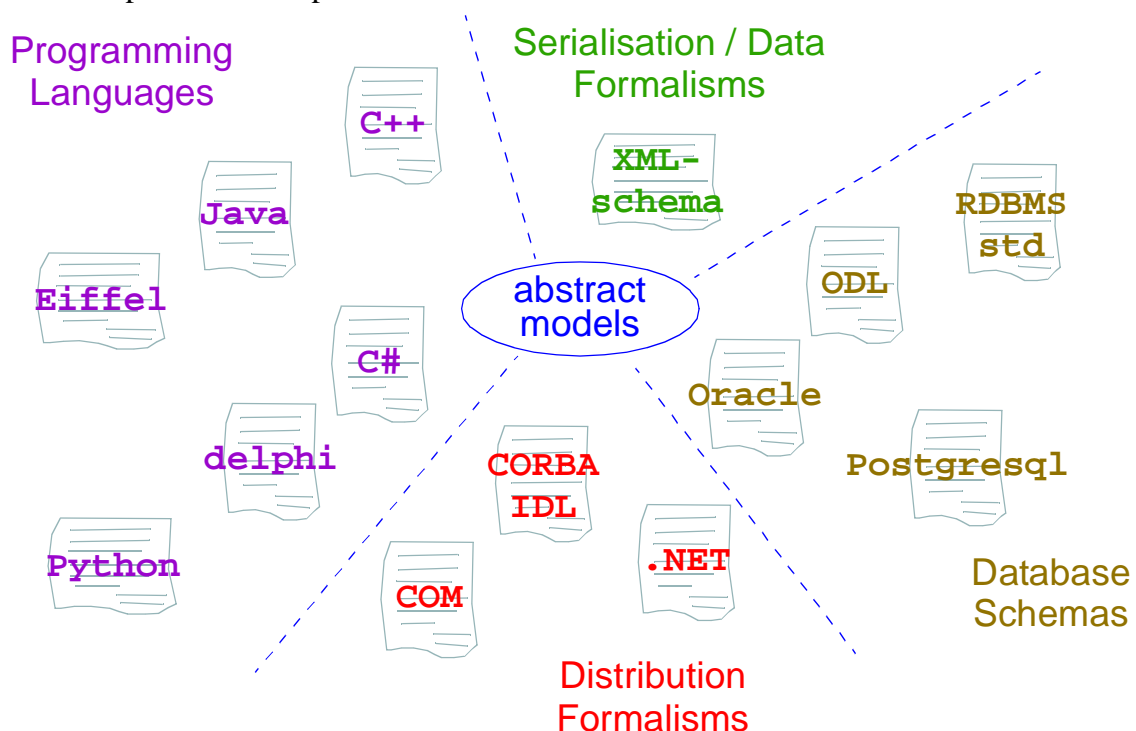 Programming
Languages
Serialisation / Data
Formalisms
C++
XML-
schema
Java
RDBMS
std
Eiffel
ODL
abstract
models
C#
Oracle
delphi
CORBA
IDL
Postgresql
Python
COM
.NET
Database
Schemas
Distribution
Formalisms